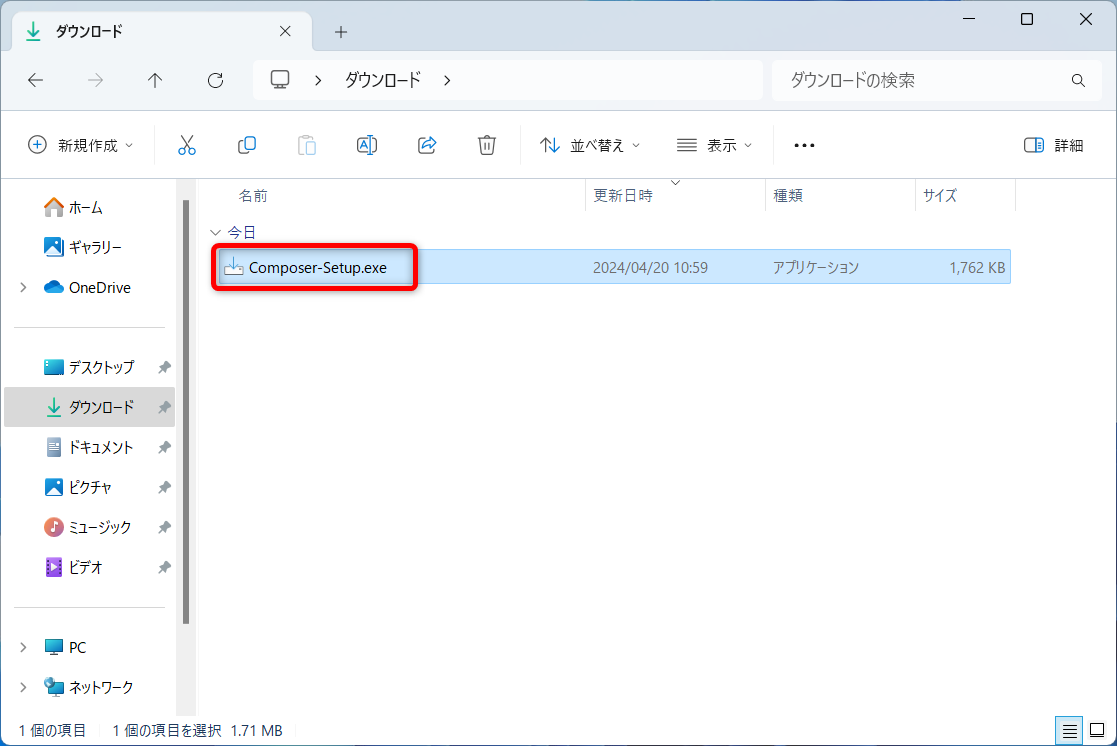 ダウンロード
ダウンロード
ダウンロードの検索
新規作成 並べ替え 表示 詳細
名前 更新日時 種類 サイズ
ホーム
ギャラリー
OneDrive
デスクトップ
ダウンロード
ドキュメント
ピクチャ
ミュージック
ビデオ
PC
ネットワーク
今日
Composer-Setup.exe 2024/04/20 10:59 アプリケーション 1,762 KB
1 個の項目 1 個の項目を選択 1.71 MB